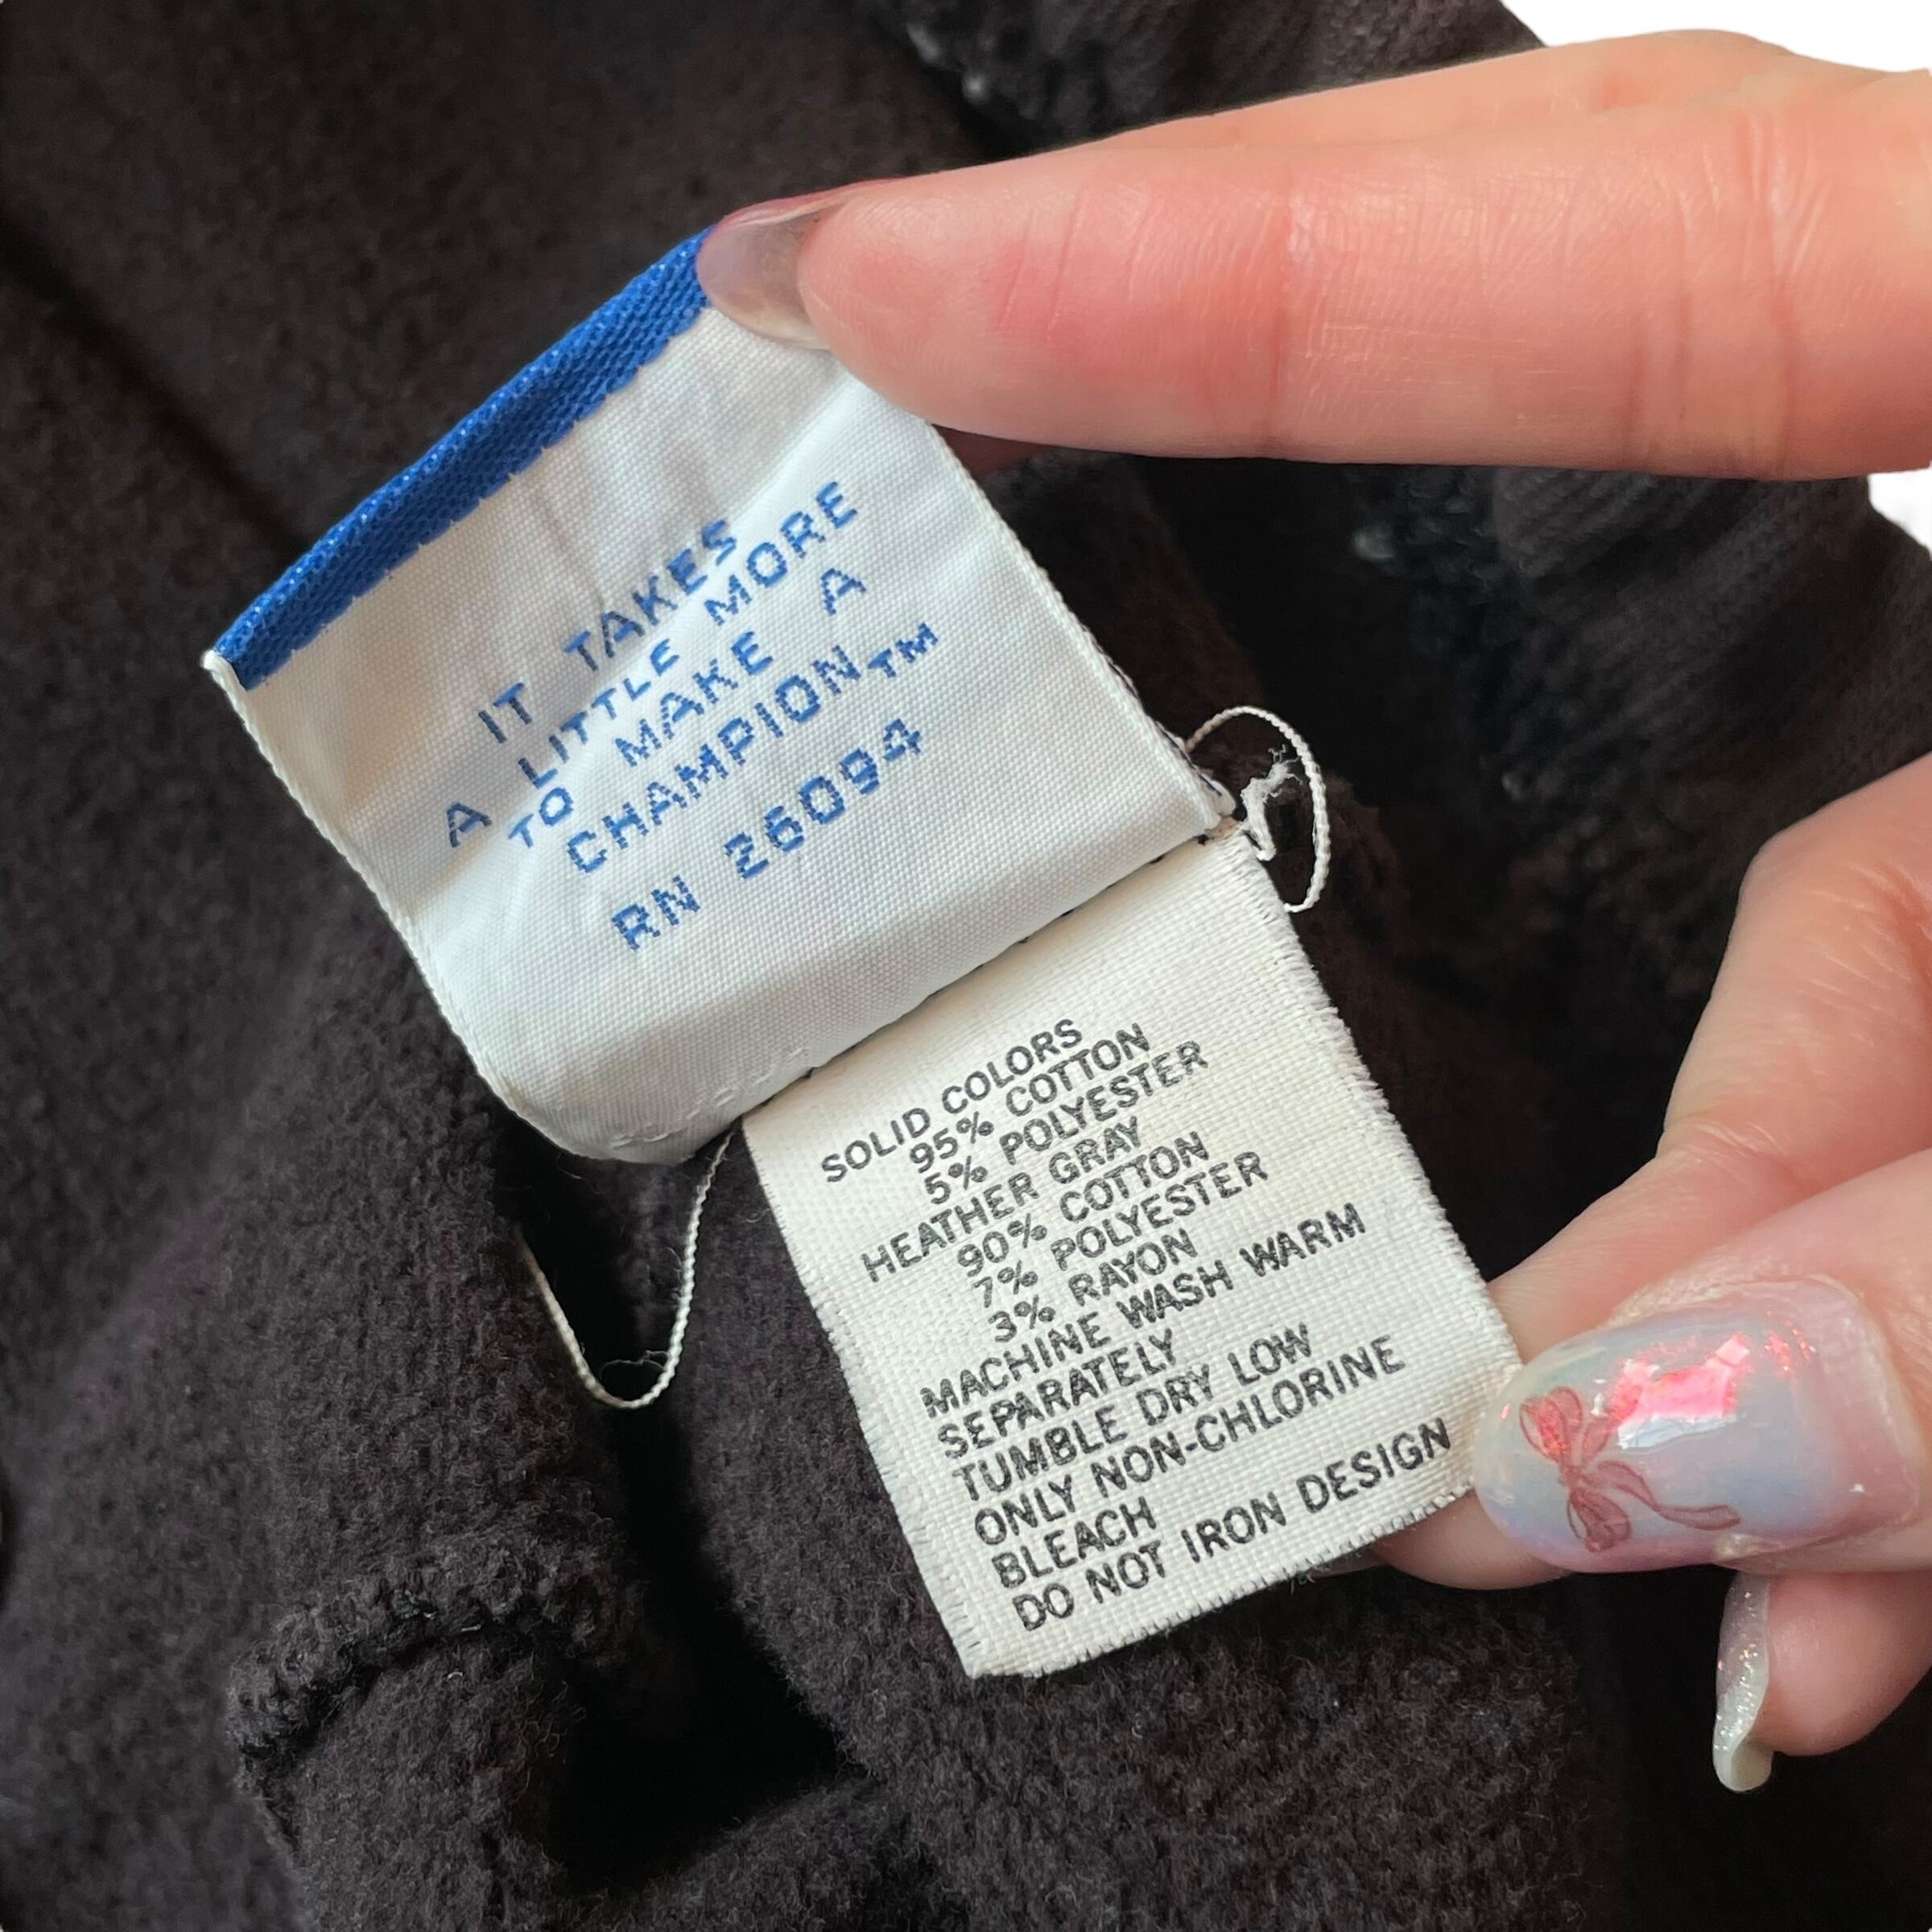 IT TAKES
A LITTLE MORE
TO MAKE A
CHAMPION™
RN 26094
SOLID COLORS
95% COTTON
5% POLYESTER
HEATHER GRAY
90% COTTON
7% POLYESTER
3% RAYON
MACHINE WASH WARM
SEPARATELY
TUMBLE DRY LOW
ONLY NON-CHLORINE
BLEACH
DO NOT IRON DESIGN